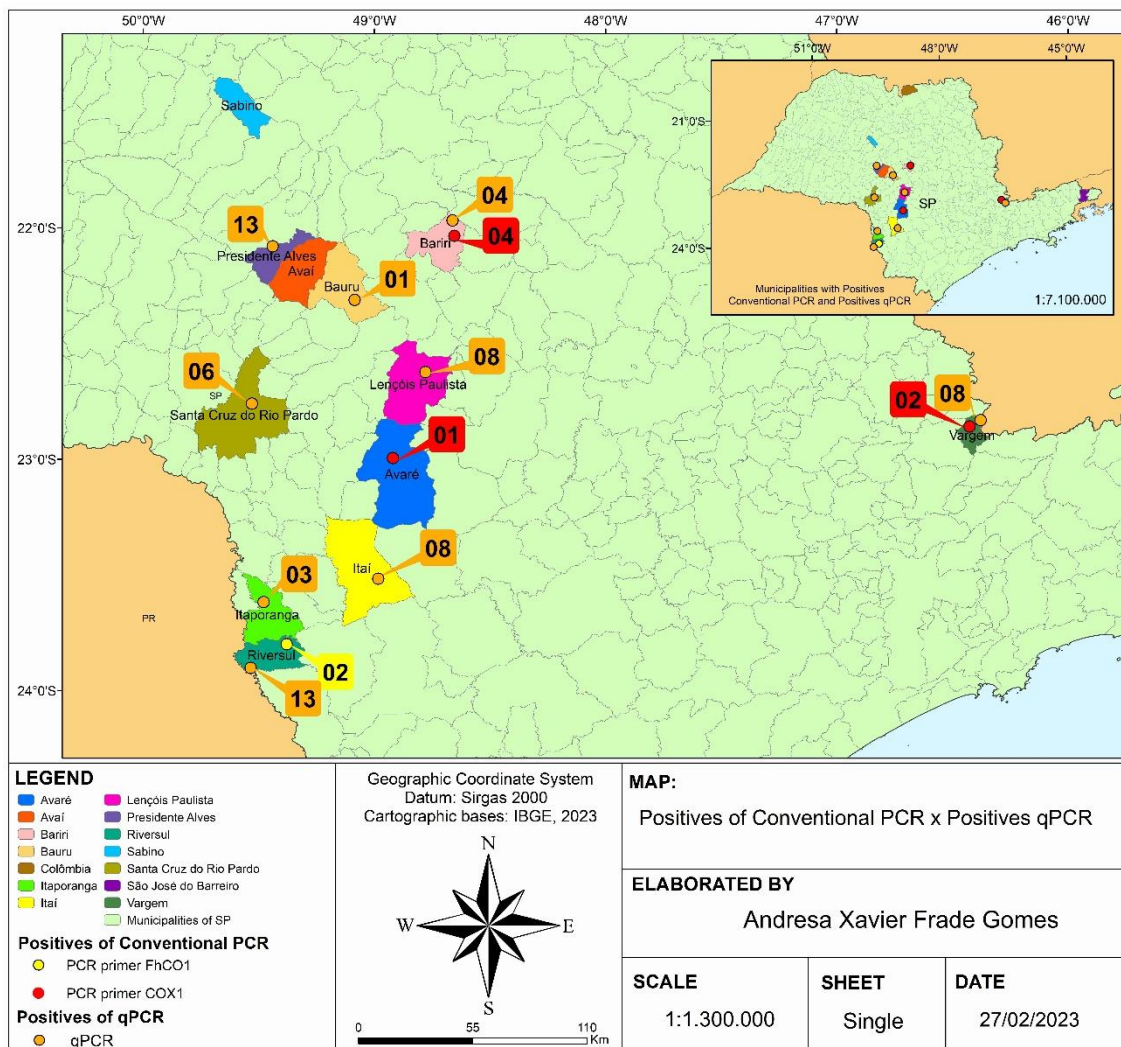 50°0'W 49°0'W 48°0'W 47°0'W 46°0'W
51°0'W 48°0'W 45°0'W
21°0'S
24°0'S
SP
Municipalities with Positives
Conventional PCR and Positives qPCR
1:7.100.000
Sabino
22°0'S
13
Presidente Alves
Avaí
Bauru
01
04
Bariri
04
08
Lençóis Paulista
06
SP
Santa Cruz do Rio Pardo
02
08
Vargem
23°0'S
01
Avaré
08
Itaí
03
Itaporanga
PR
Riversul
02
13
24°0'S
LEGEND
Avaré
Avaí
Bariri
Bauru
Colômbia
Itaporanga
Itaí
Lençóis Paulista
Presidente Alves
Riversul
Sabino
Santa Cruz do Rio Pardo
São José do Barreiro
Vargem
Municipalities of SP
Positives of Conventional PCR
PCR primer FhCO1
PCR primer COX1
Positives of qPCR
qPCR
Geographic Coordinate System
Datum: Sirgas 2000
Cartographic bases: IBGE, 2023
N
W E
S
0 55 110
Km
MAP:
Positives of Conventional PCR x Positives qPCR
ELABORATED BY
Andresa Xavier Frade Gomes
SCALE
1:1.300.000
SHEET
Single
DATE
27/02/2023